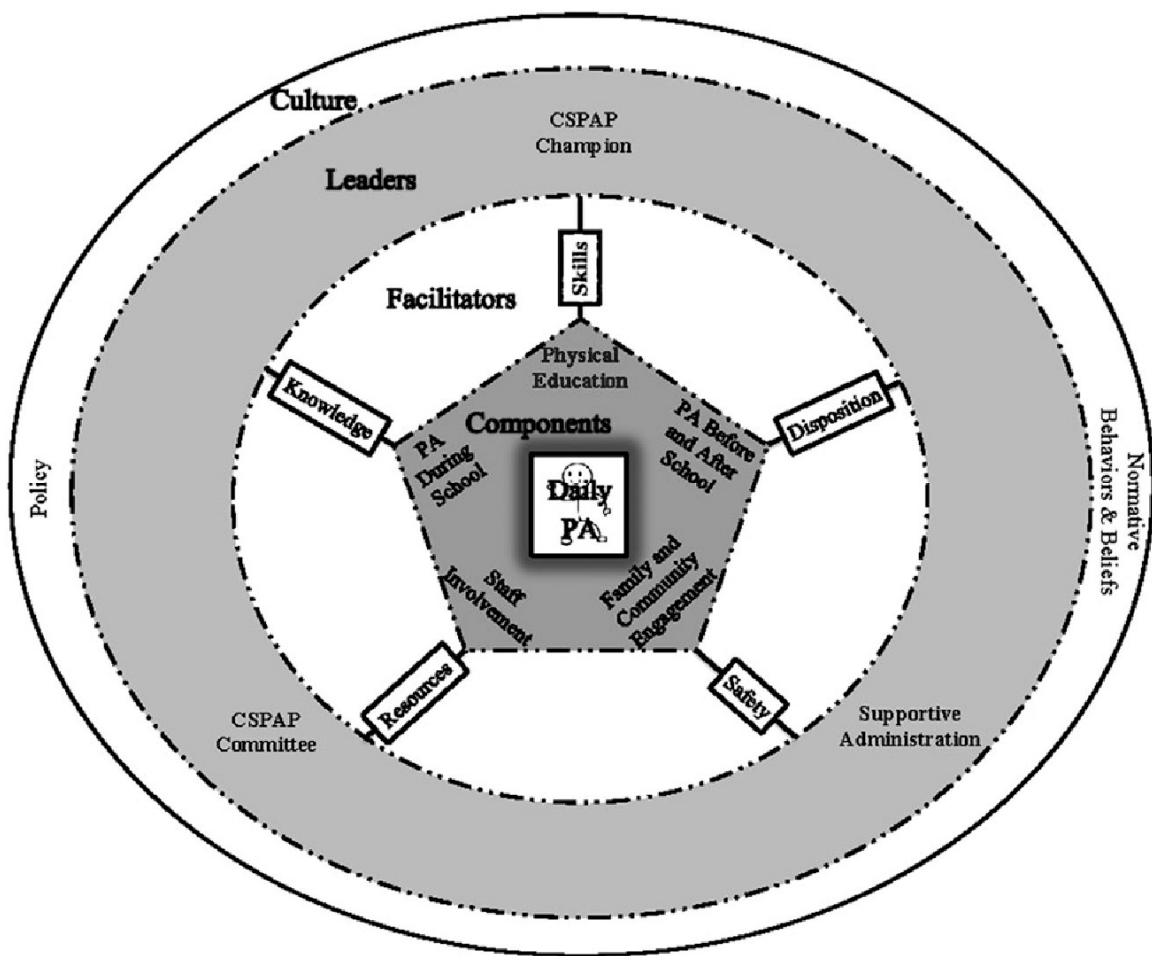 Culture
CSPAP
Champion
Leaders
Skills
Facilitators
Physical
Education
Knowledge
Disposition
Components
PA
During
School
PA Before
and After
School
Daily
PA
Policy
Normative
Behaviors & Beliefs
Staff
Involvement
Family and
Community
Engagement
Resources
Safety
CSPAP
Committee
Supportive
Administration